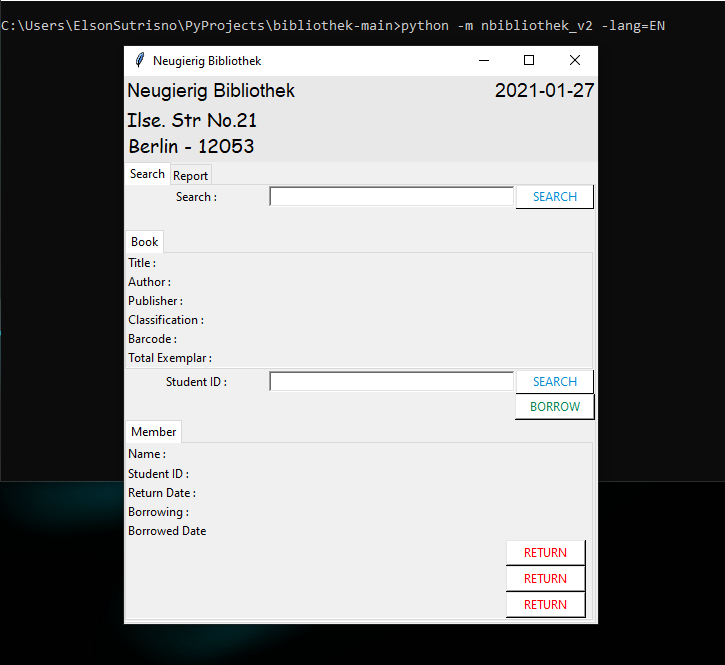 C:\Users\ElsonSutrisno\PyProjects\bibliothek-main>python -m nbibliothek_v2 -lang=EN
Neugierig Bibliothek
Neugierig Bibliothek 2021-01-27
Ilse. Str No.21
Berlin - 12053
Search Report
Search : SEARCH
Book
Title :
Author :
Publisher :
Classification :
Barcode :
Total Exemplar :
Student ID : SEARCH
BORROW
Member
Name :
Student ID :
Return Date :
Borrowing :
Borrowed Date
RETURN
RETURN
RETURN